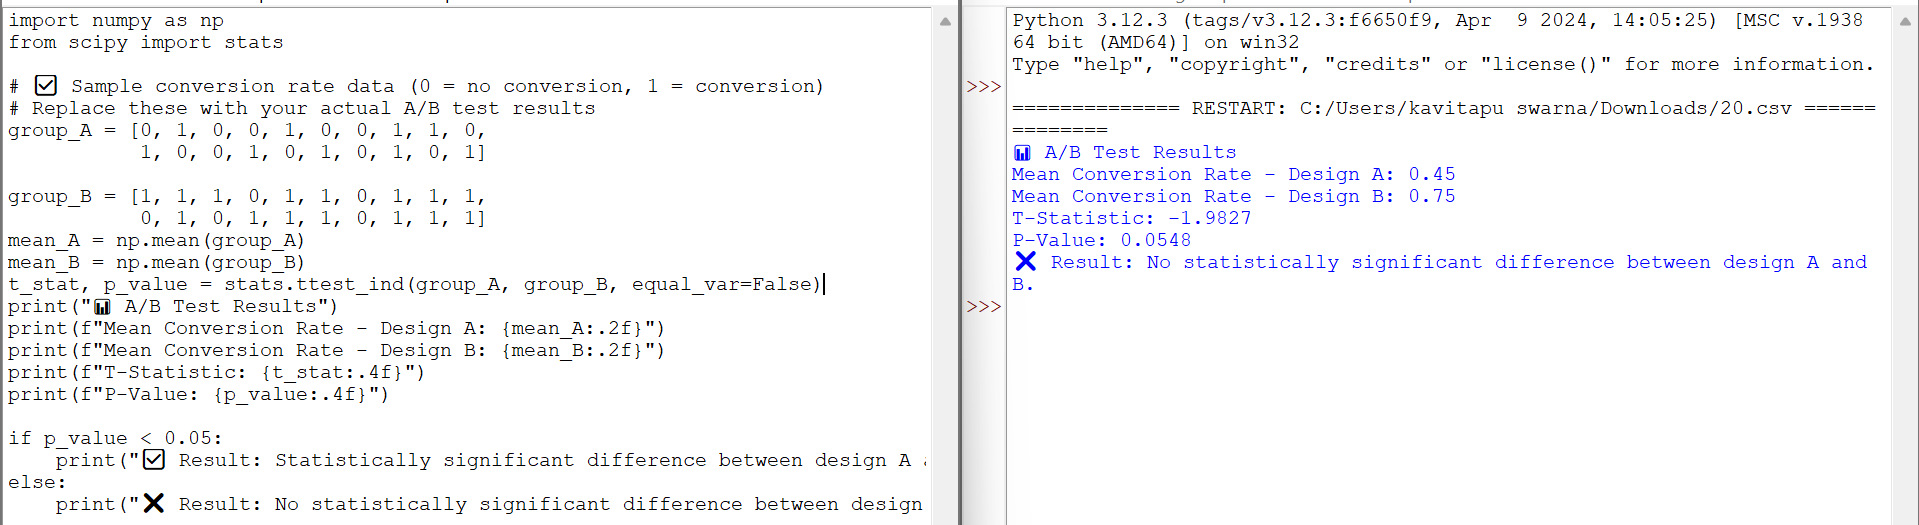 import numpy as np
from scipy import stats
# ☑ Sample conversion rate data (0 = no conversion, 1 = conversion)
# Replace these with your actual A/B test results
group_A = [0, 1, 0, 0, 1, 0, 0, 1, 1, 0,
1, 0, 0, 1, 0, 1, 0, 1, 0, 1]
group_B = [1, 1, 1, 0, 1, 1, 0, 1, 1, 1,
0, 1, 0, 1, 1, 1, 0, 1, 1, 1]
mean_A = np.mean(group_A)
mean_B = np.mean(group_B)
t_stat, p_value = stats.ttest_ind(group_A, group_B, equal_var=False)
print("📊 A/B Test Results")
print(f"Mean Conversion Rate - Design A: {mean_A:.2f}")
print(f"Mean Conversion Rate - Design B: {mean_B:.2f}")
print(f"T-Statistic: {t_stat:.4f}")
print(f"P-Value: {p_value:.4f}")
if p_value < 0.05:
print("☑ Result: Statistically significant difference between design A
else:
print("❌ Result: No statistically significant difference between design
Python 3.12.3 (tags/v3.12.3:f6650f9, Apr  9 2024, 14:05:25) [MSC v.1938
64 bit (AMD64)] on win32
Type "help", "copyright", "credits" or "license()" for more information.
>>>
============== RESTART: C:/Users/kavitapu swarna/Downloads/20.csv ======
========
📊 A/B Test Results
Mean Conversion Rate - Design A: 0.45
Mean Conversion Rate - Design B: 0.75
T-Statistic: -1.9827
P-Value: 0.0548
❌ Result: No statistically significant difference between design A and
B.
>>>